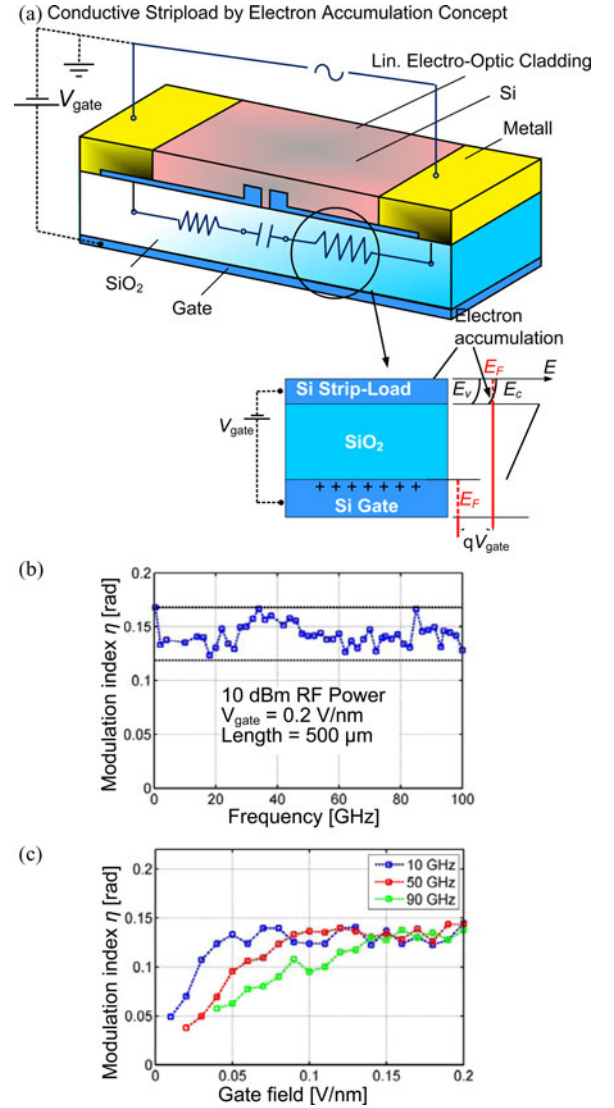 (a) Conductive Stripload by Electron Accumulation Concept
Lin. Electro-Optic Cladding
Si
Metall
V_gate
SiO₂
Gate
Electron
accumulation
E_F
E
E_v
E_c
Si Strip-Load
V_gate
SiO₂
+ + + + + + +
Si Gate
E_F
qV_gate
(b)
Modulation index η [rad]
0.2
0.15
0.1
0.05
0
10 dBm RF Power
V_gate = 0.2 V/nm
Length = 500 µm
0 20 40 60 80 100
Frequency [GHz]
(c)
Modulation index η [rad]
0.2
0.15
0.1
0.05
0
10 GHz
50 GHz
90 GHz
0 0.05 0.1 0.15 0.2
Gate field [V/nm]